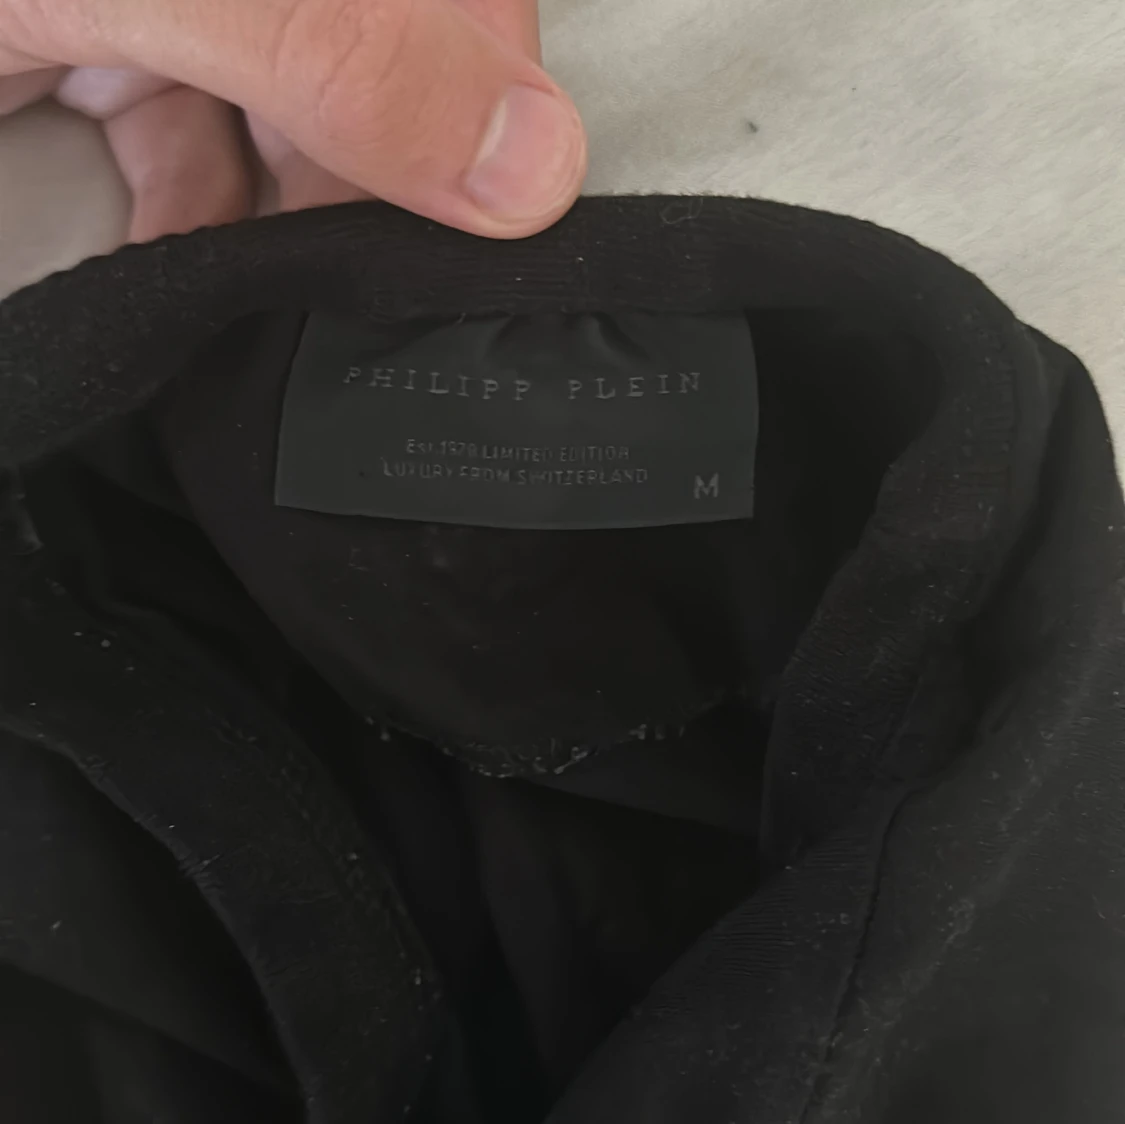 PHILIPP PLEIN
Est.1978 LIMITED EDITION
LUXURY FROM SWITZERLAND
M